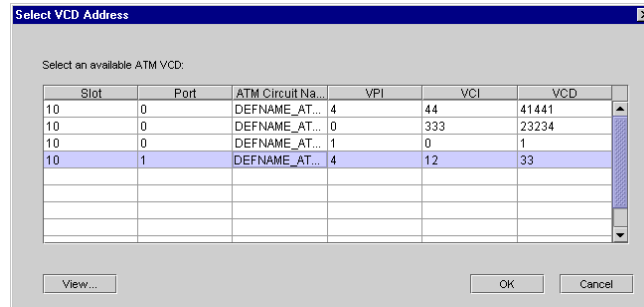 Select VCD Address
Select an available ATM VCD:
Slot Port ATM Circuit Na... VPI VCI VCD
10 0 DEFNAME_AT... 4 44 41441
10 0 DEFNAME_AT... 0 333 23234
10 0 DEFNAME_AT... 1 0 1
10 1 DEFNAME_AT... 4 12 33
View... OK Cancel